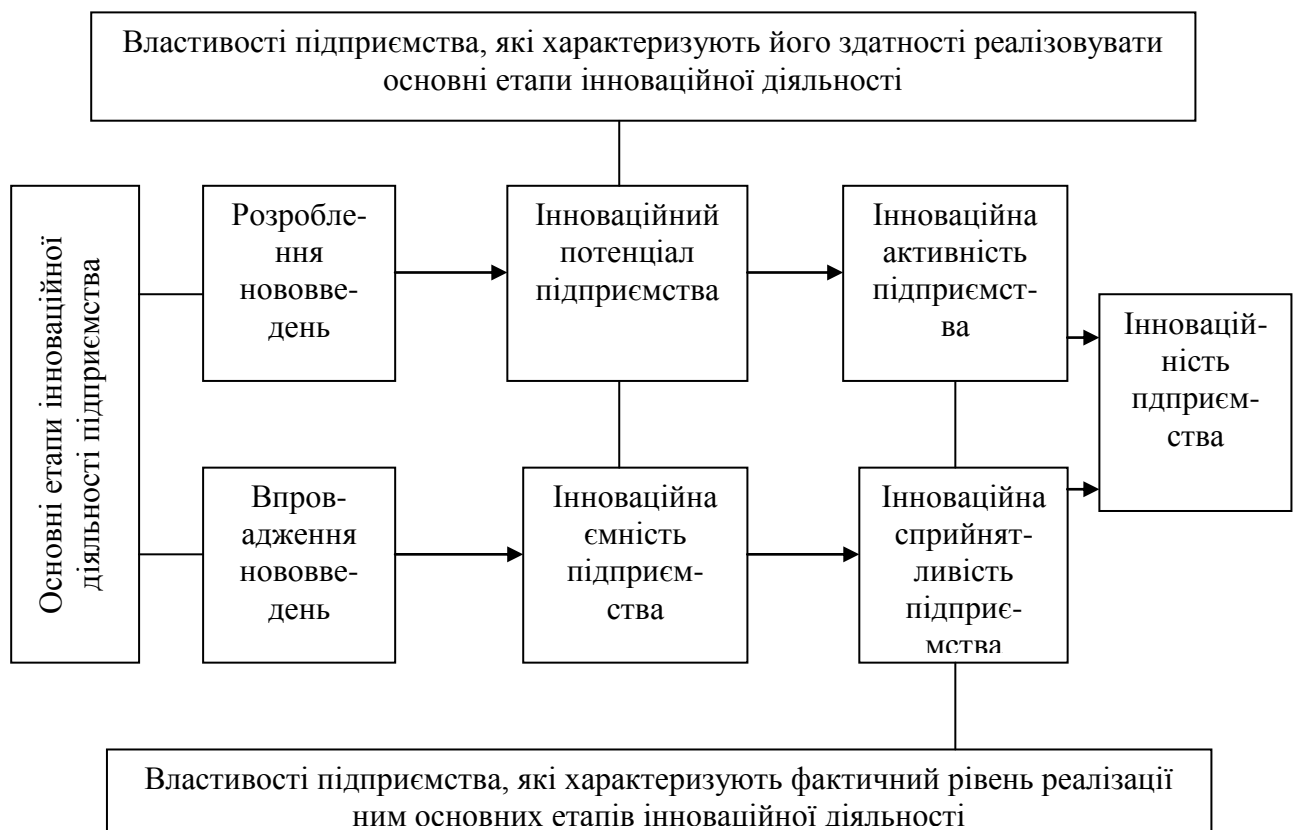 Властивості підприємства, які характеризують його здатності реалізовувати
основні етапи інноваційної діяльності
Основні етапи інноваційної
діяльності підприємства
Розробле-
ння
нововве-
день
Інноваційний
потенціал
підприємства
Інноваційна
активність
підприємст-
ва
Інновацій-
ність
пдприєм-
ства
Впров-
адження
нововве-
день
Інноваційна
ємність
підприєм-
ства
Інноваційна
сприйнят-
ливість
підприє-
мства
Властивості підприємства, які характеризують фактичний рівень реалізації
ним основних етапів інноваційної діяльності